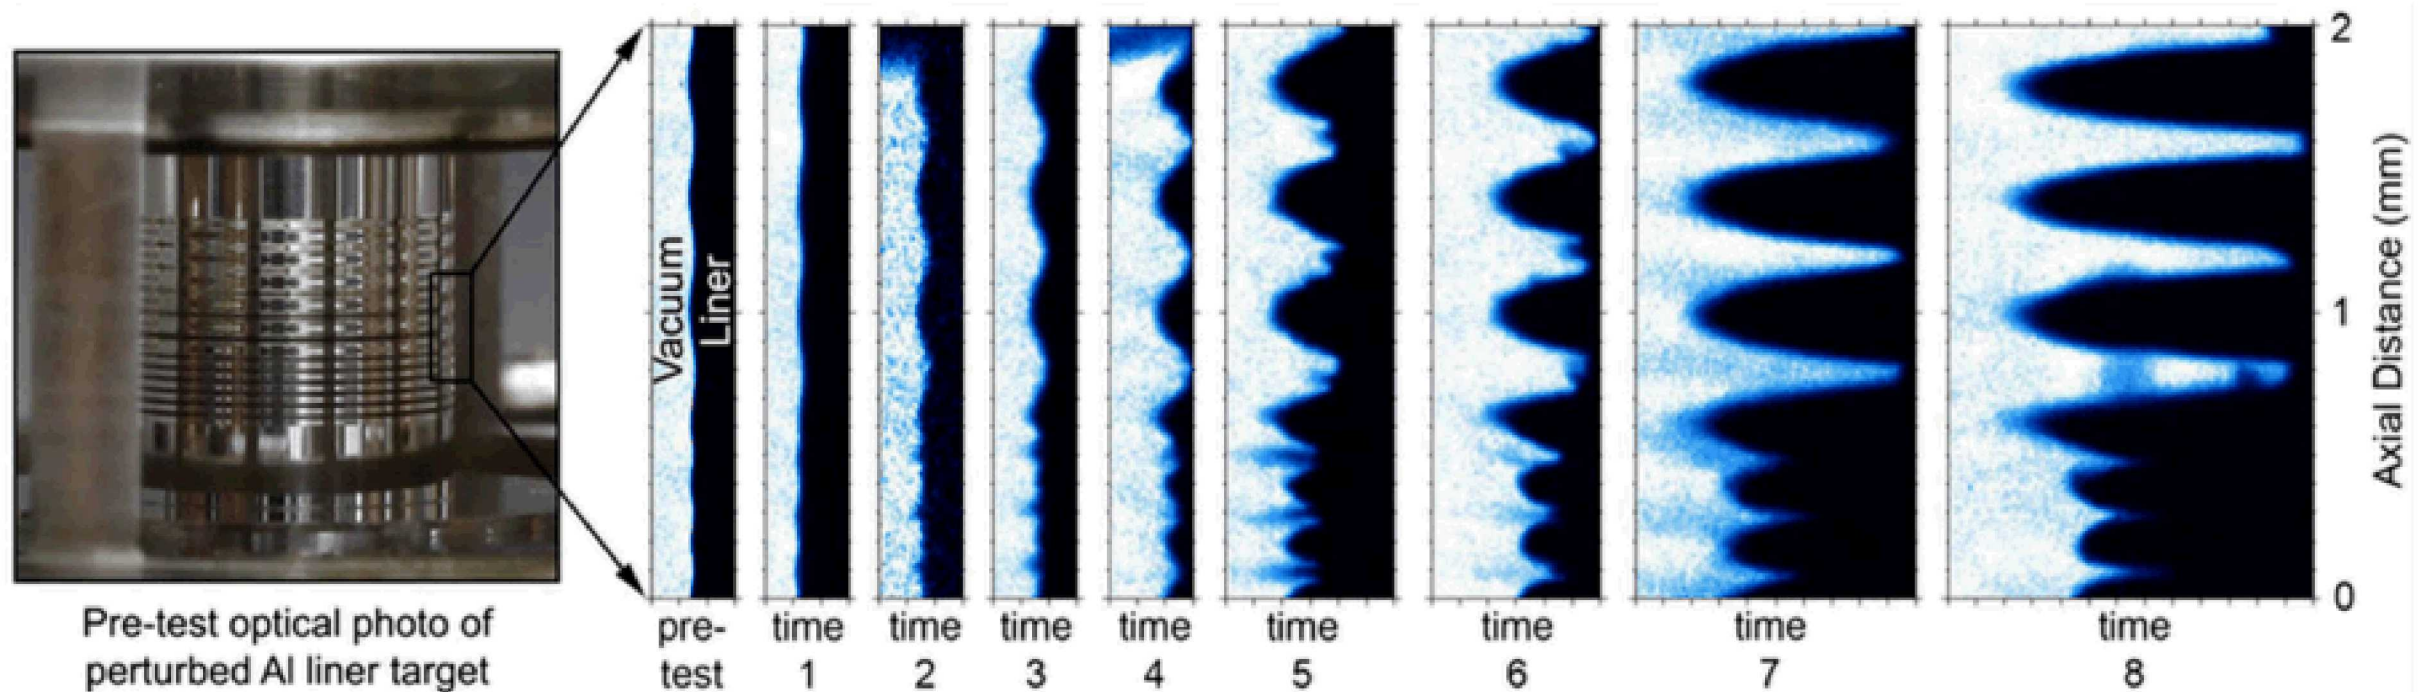 Pre-test optical photo of
perturbed Al liner target
Vacuum
Liner
pre-
test
time
1
time
2
time
3
time
4
time
5
time
6
time
7
time
8
2
1
0
Axial Distance (mm)